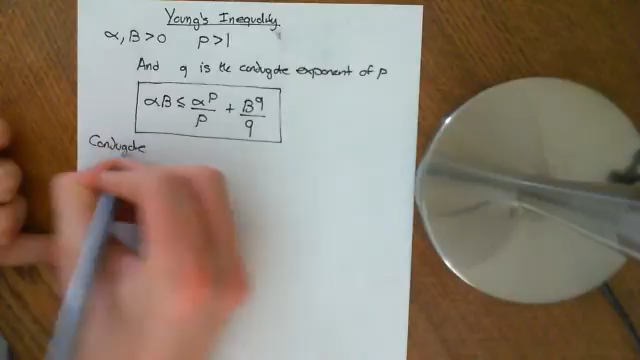 Young's Inequality
α, β > 0 p > 1
And q is the conjugate exponent of p
αβ ≤ α^p/p + β^q/q
Conjugate